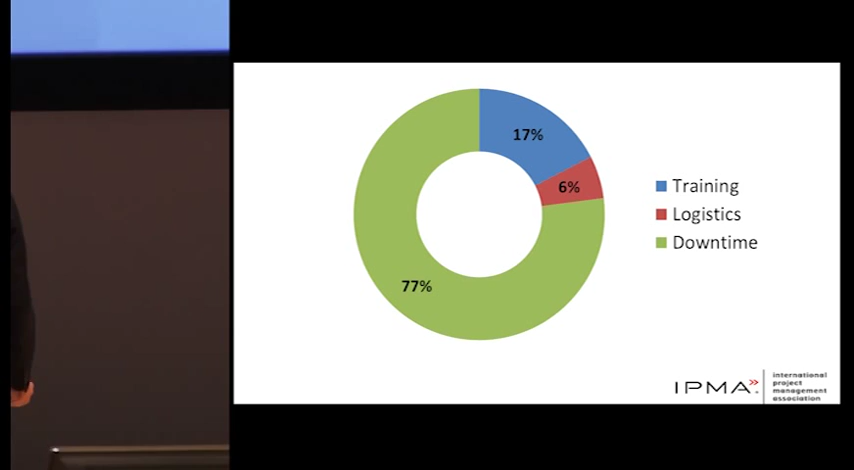 17%
6%
77%
Training
Logistics
Downtime
IPMA
international
project
management
association